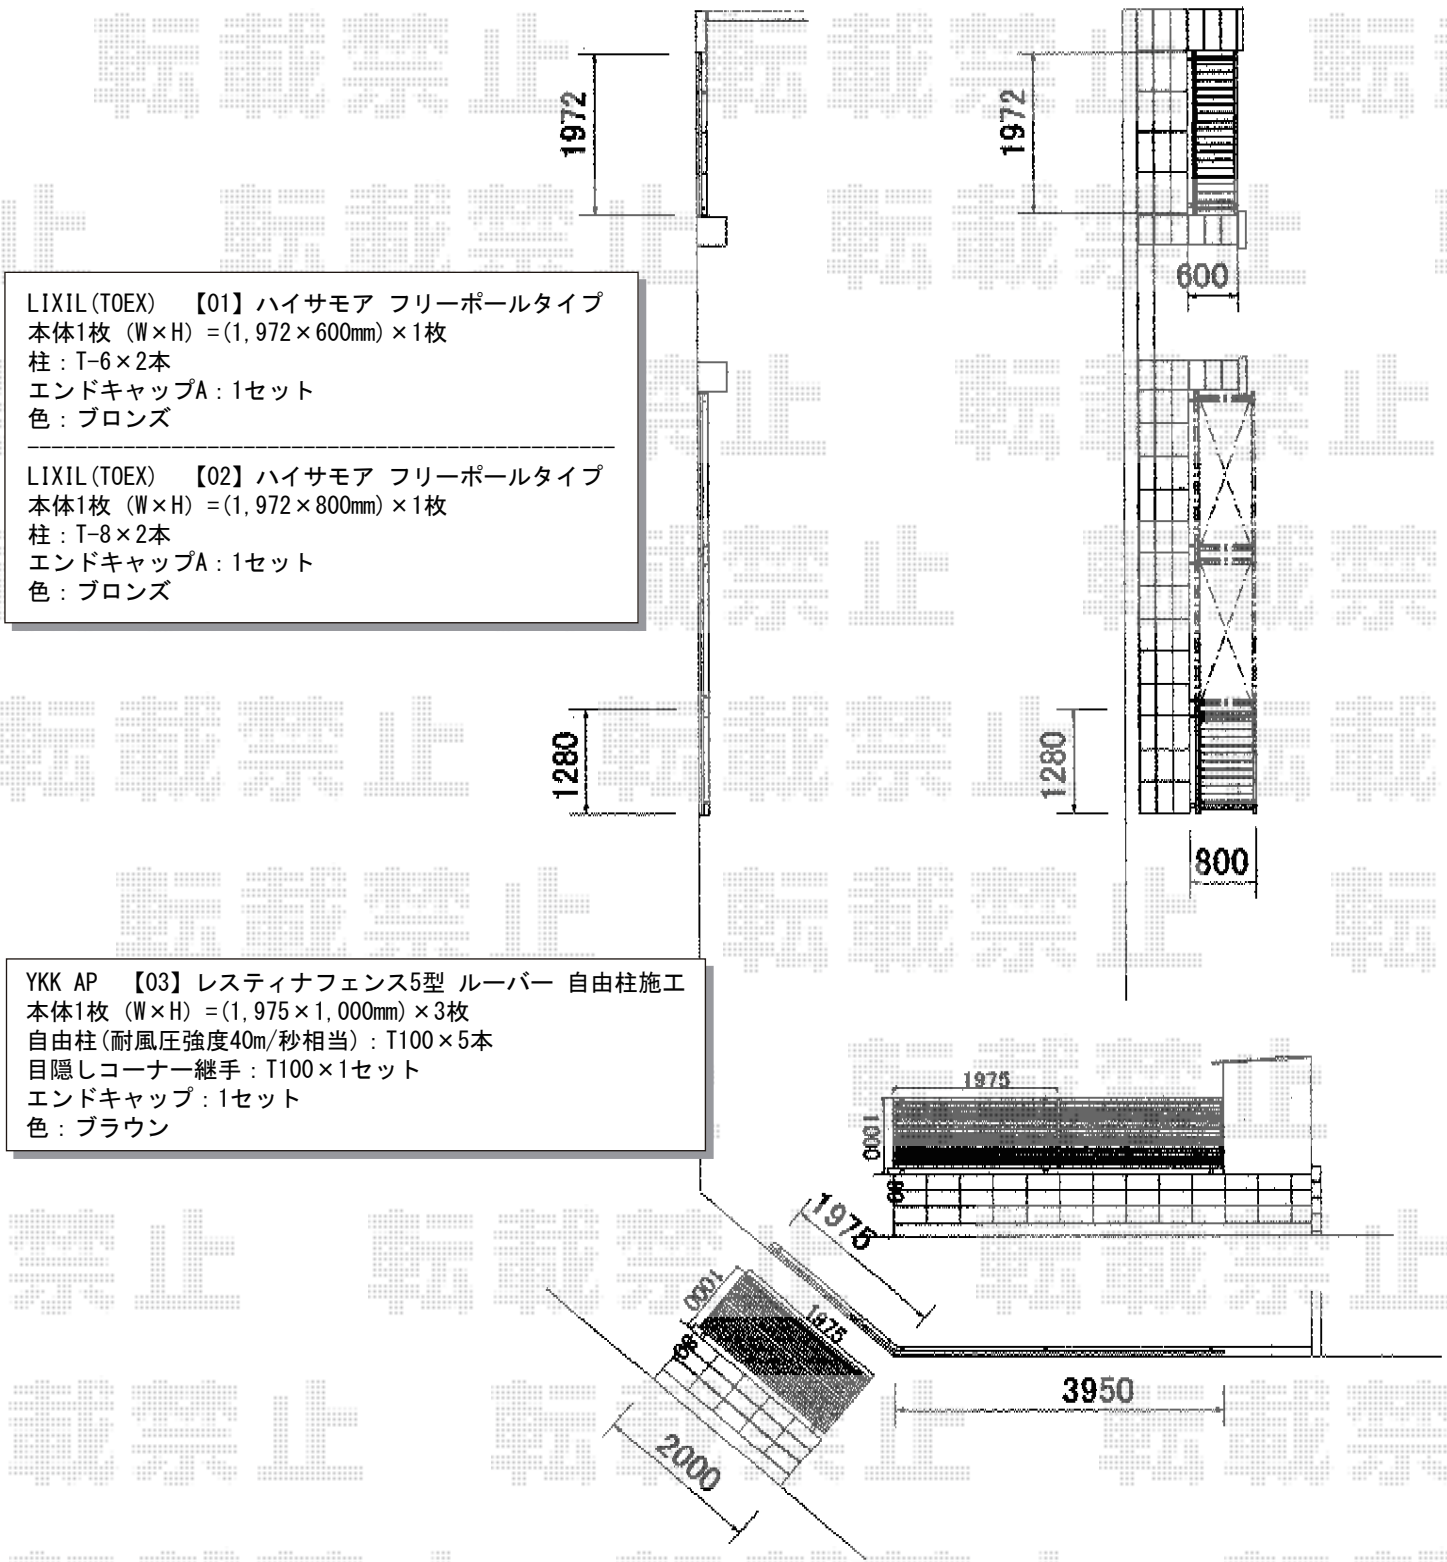 1972
1972
600
LIXIL(TOEX) 【01】ハイサモア フリーポールタイプ
本体1枚 (W×H) =(1,972×600mm)×1枚
柱：T-6×2本
エンドキャップA：1セット
色：ブロンズ
LIXIL(TOEX) 【02】ハイサモア フリーポールタイプ
本体1枚 (W×H) =(1,972×800mm)×1枚
柱：T-8×2本
エンドキャップA：1セット
色：ブロンズ
1280
1280
800
YKK AP 【03】レスティナフェンス5型 ルーバー 自由柱施工
本体1枚 (W×H) =(1,975×1,000mm)×3枚
自由柱(耐風圧強度40m/秒相当)：T100×5本
目隠しコーナー継手：T100×1セット
エンドキャップ：1セット
色：ブラウン
1975
1000
80
1975
1000
1975
80
3950
2000
転載禁止